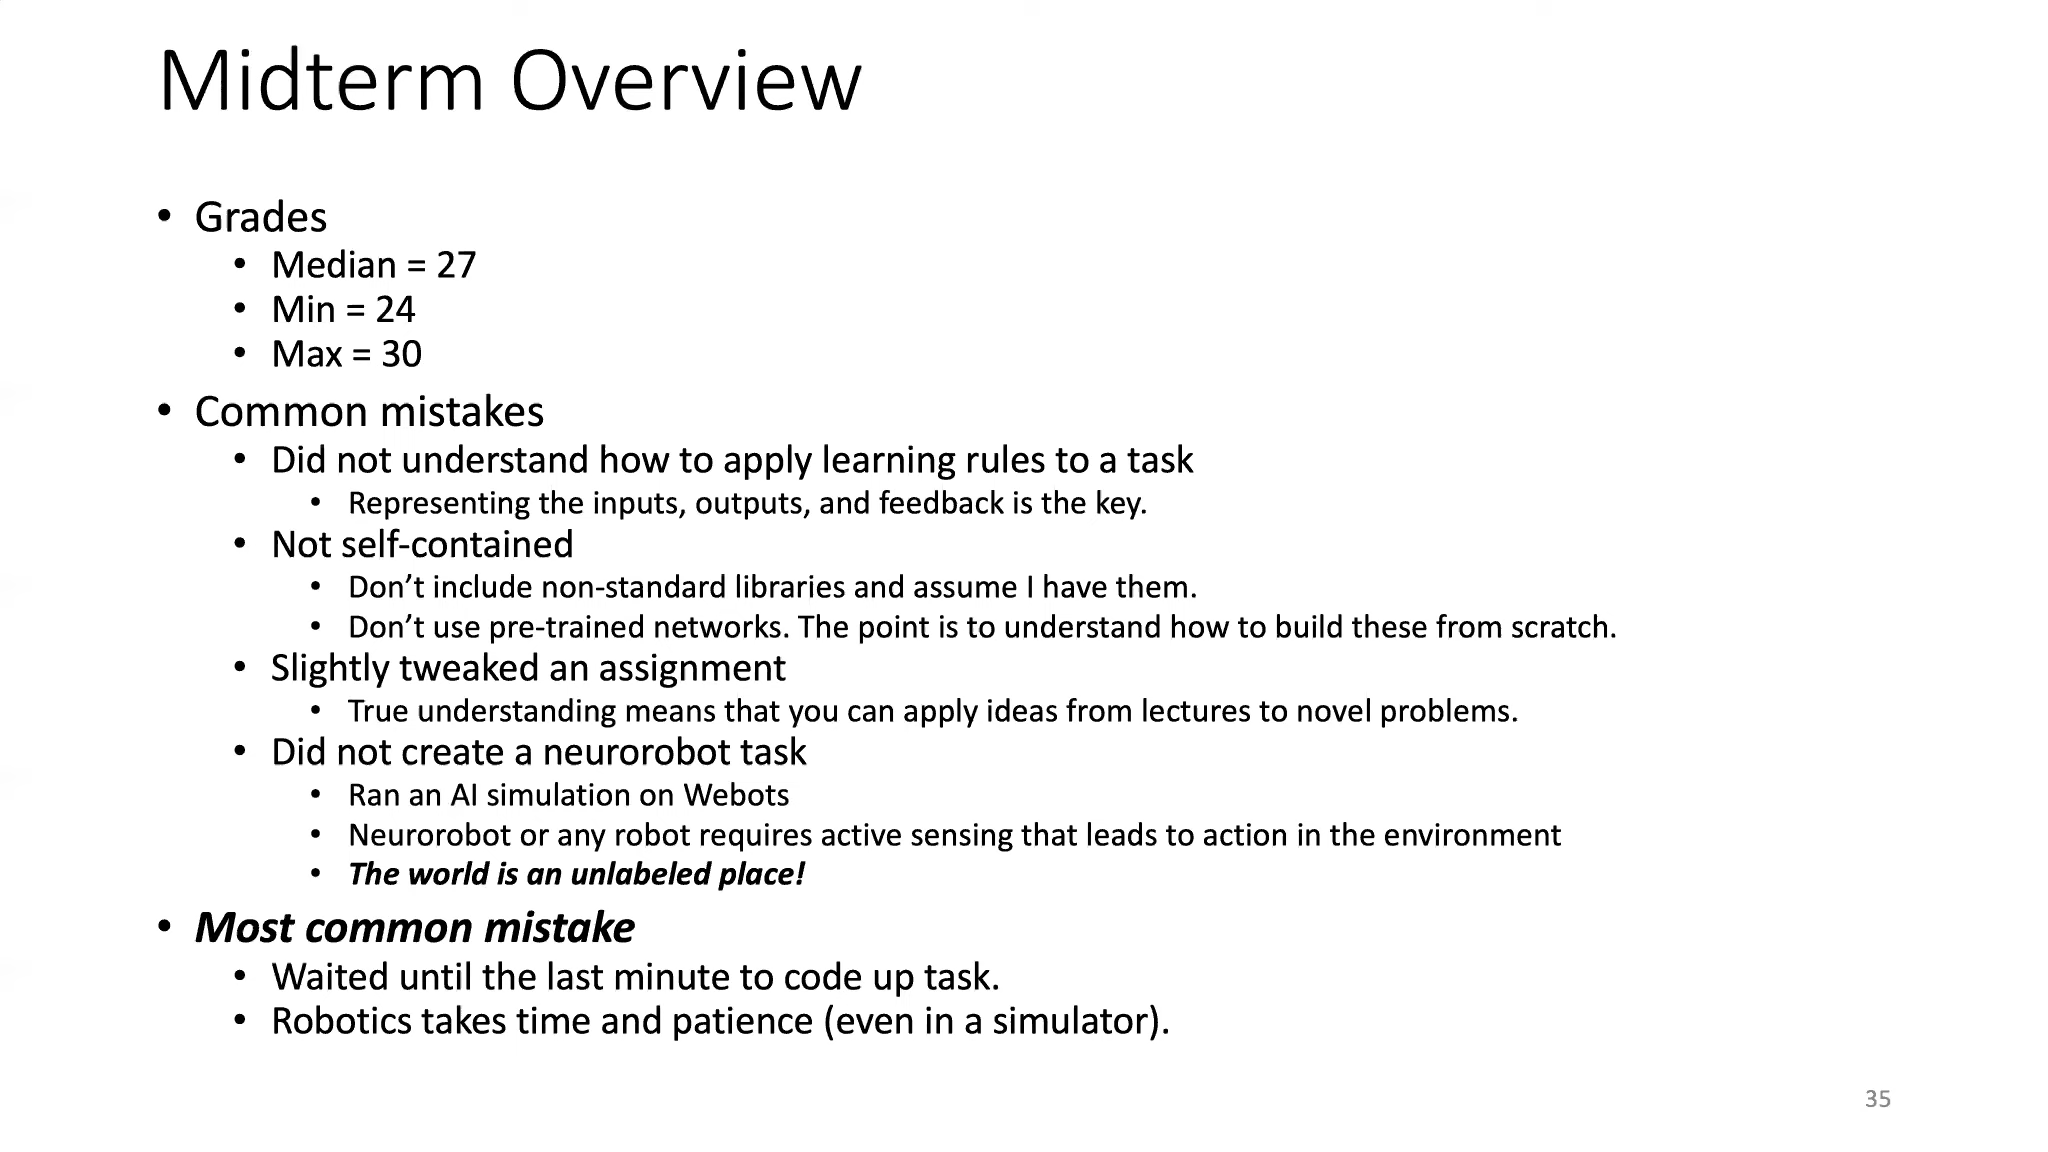 Midterm Overview
• Grades
• Median = 27
• Min = 24
• Max = 30
• Common mistakes
• Did not understand how to apply learning rules to a task
• Representing the inputs, outputs, and feedback is the key.
• Not self-contained
• Don’t include non-standard libraries and assume I have them.
• Don’t use pre-trained networks. The point is to understand how to build these from scratch.
• Slightly tweaked an assignment
• True understanding means that you can apply ideas from lectures to novel problems.
• Did not create a neurorobot task
• Ran an AI simulation on Webots
• Neurorobot or any robot requires active sensing that leads to action in the environment
• The world is an unlabeled place!
• Most common mistake
• Waited until the last minute to code up task.
• Robotics takes time and patience (even in a simulator).
35